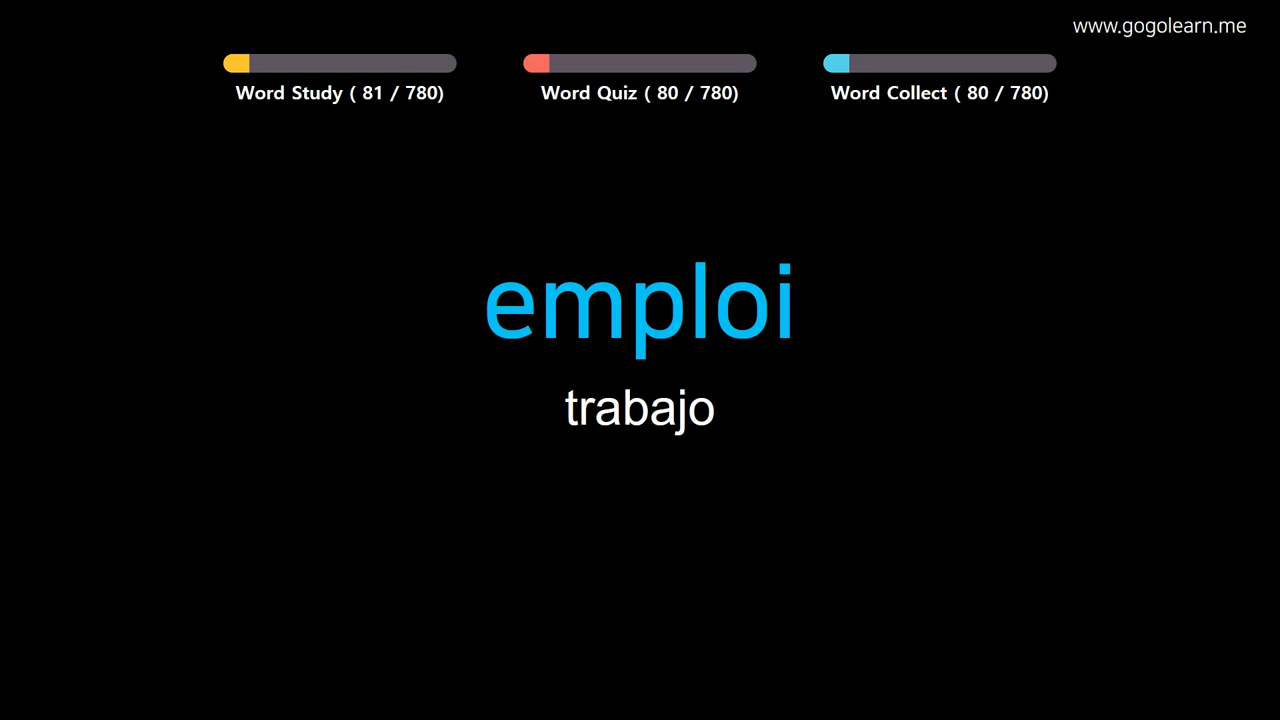 www.gogolearn.me
Word Study ( 81 / 780)
Word Quiz ( 80 / 780)
Word Collect ( 80 / 780)
emploi
trabajo